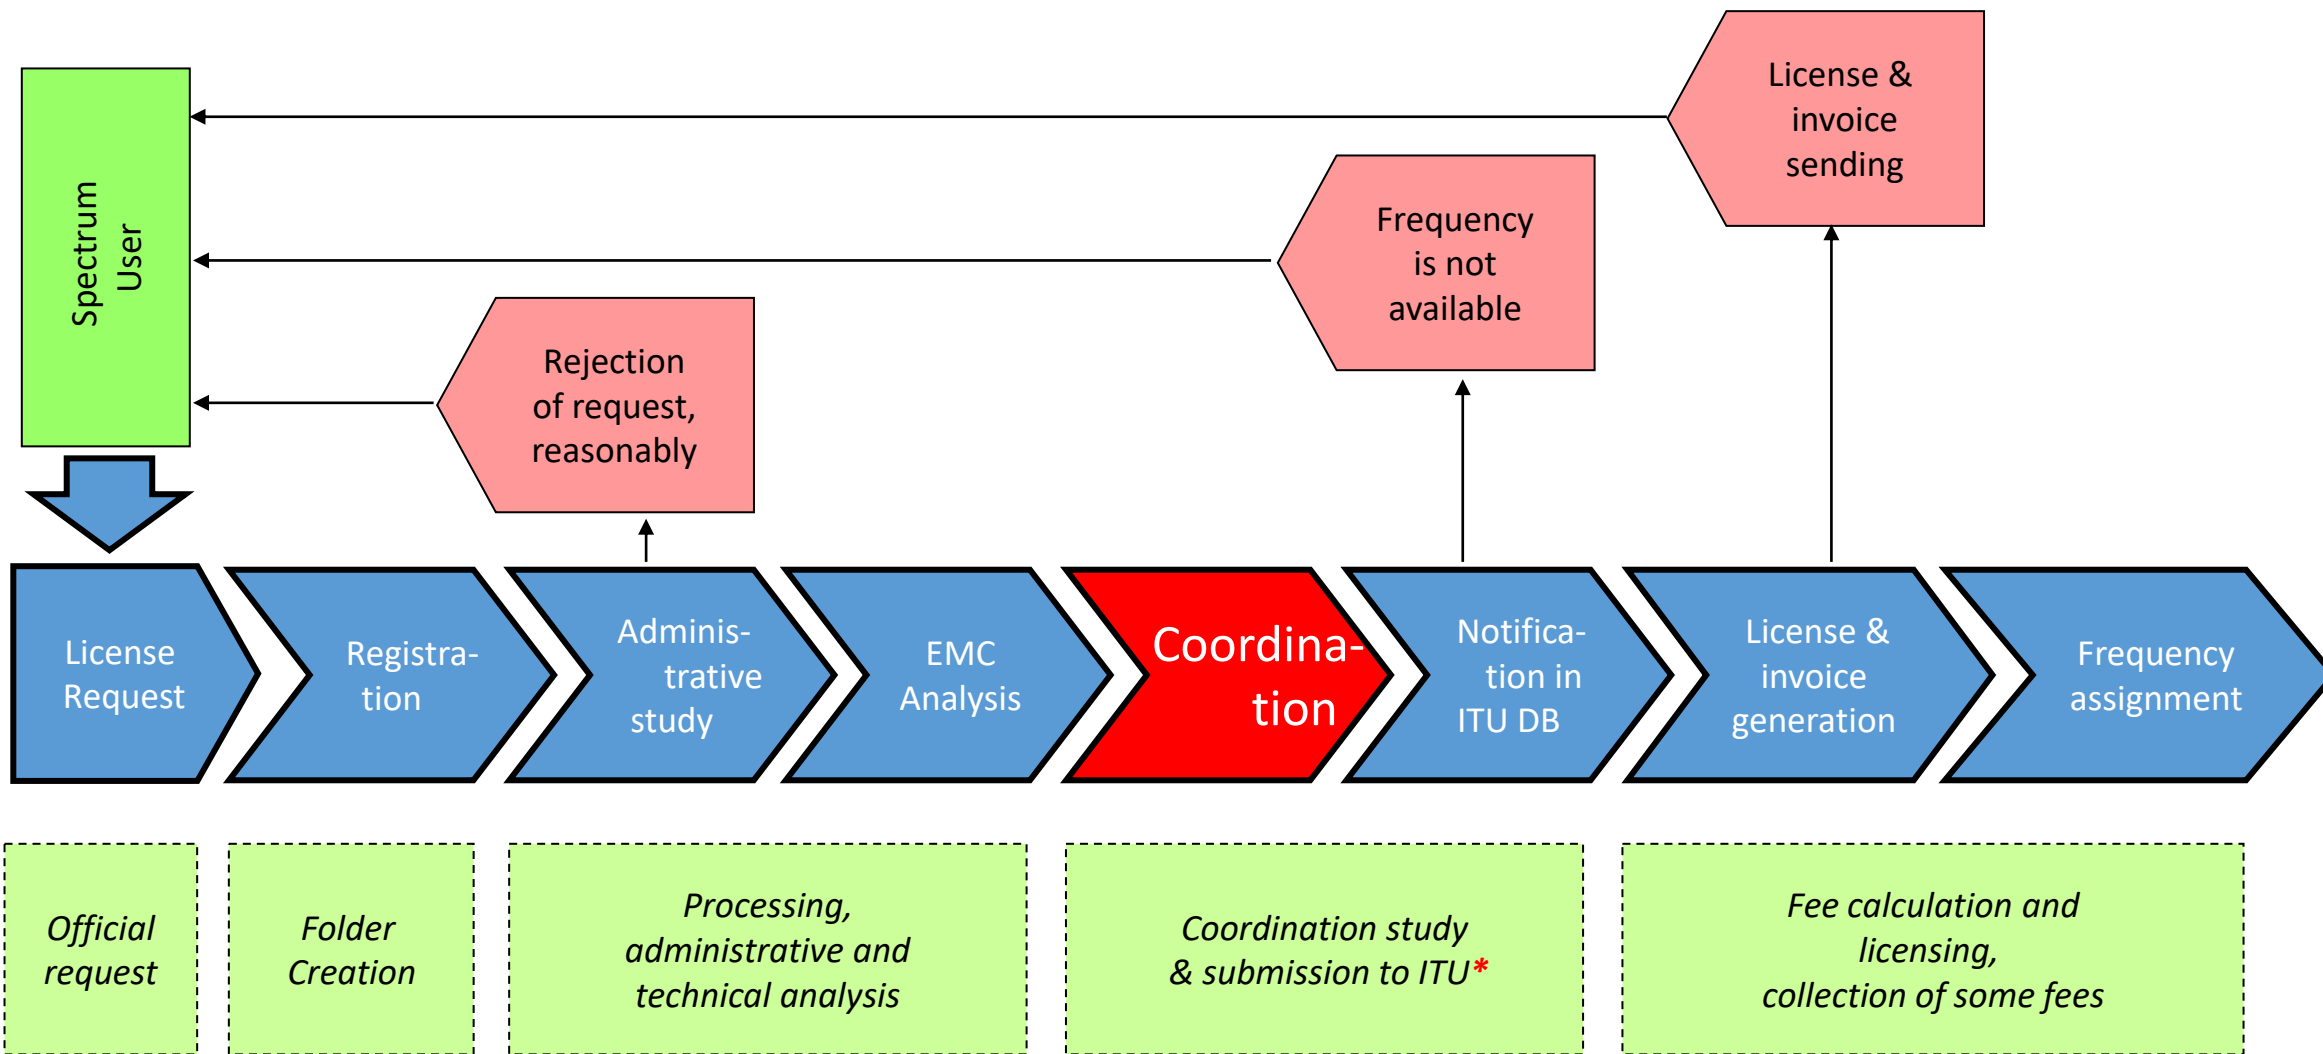 License &
invoice
sending
Spectrum
User
Frequency
is not
available
Rejection
of request,
reasonably
License
Request
Registra-
tion
Adminis-
trative
study
EMC
Analysis
Coordina-
tion
Notifica-
tion in
ITU DB
License &
invoice
generation
Frequency
assignment
Official
request
Folder
Creation
Processing,
administrative and
technical analysis
Coordination study
& submission to ITU*
Fee calculation and
licensing,
collection of some fees